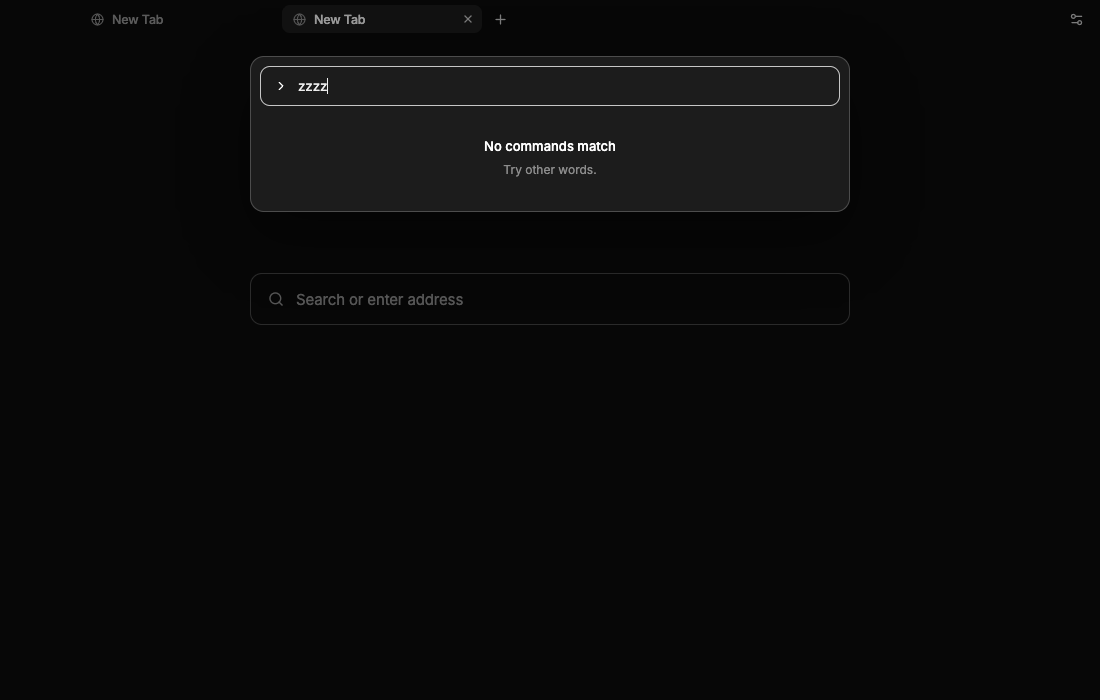 New Tab
New Tab
zzzz
No commands match
Try other words.
Search or enter address